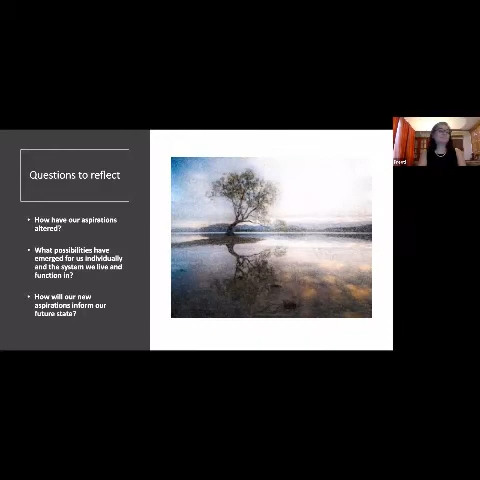 Questions to reflect
• How have our aspirations
altered?
• What possibilities have
emerged for us individually
and the system we live and
function in?
• How will our new
aspirations inform our
future state?